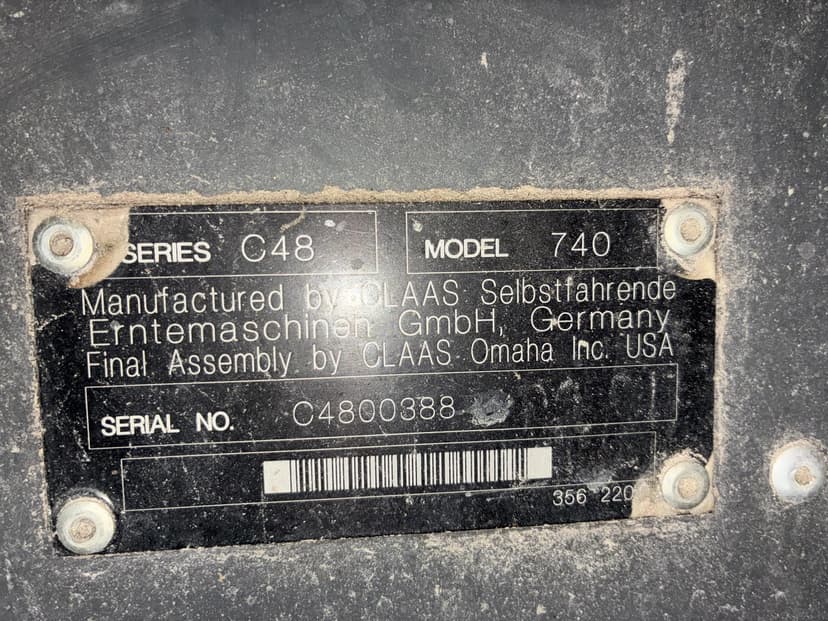 SERIES C48 MODEL 740
Manufactured by CLAAS Selbstfahrende
Erntemaschinen GmbH, Germany
Final Assembly by CLAAS Omaha Inc. USA
SERIAL NO. C4800388
356 220